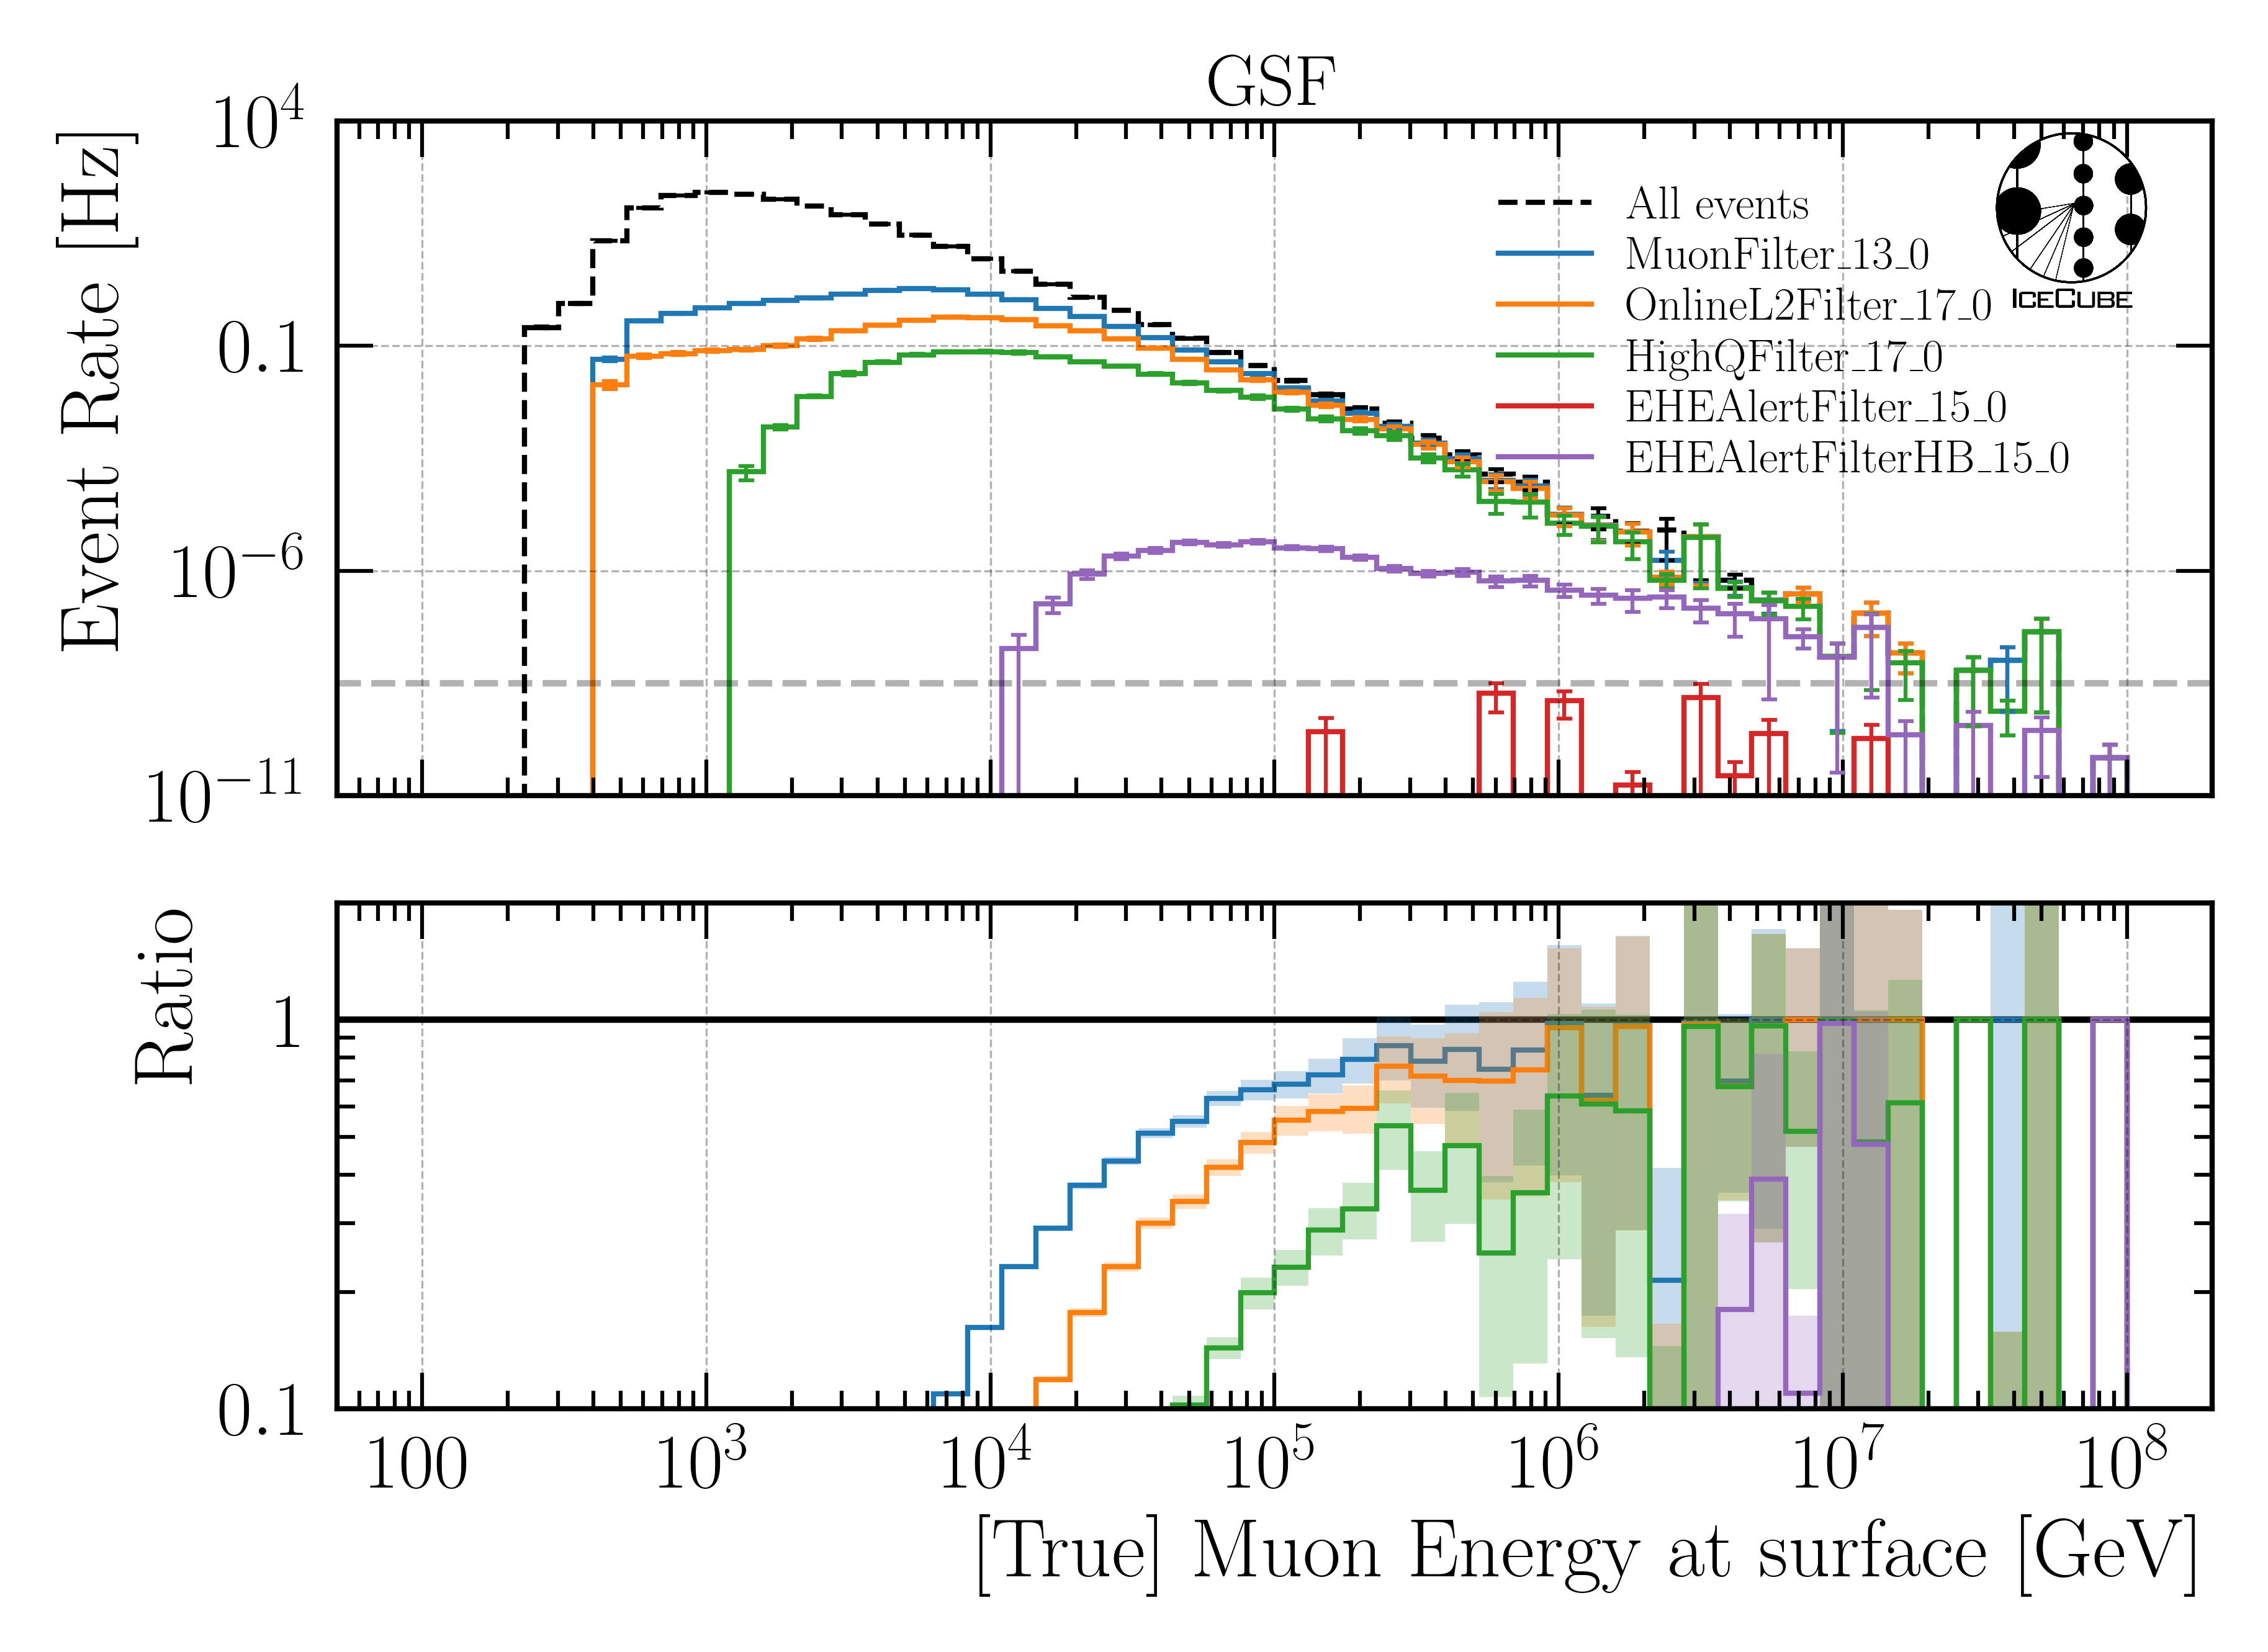 GSF
10^4
0.1
10^−6
10^−11
Event Rate [Hz]
All events
MuonFilter_13_0
OnlineL2Filter_17_0
HighQFilter_17_0
EHEAlertFilter_15_0
EHEAlertFilterHB_15_0
ICECUBE
Ratio
1
0.1
100 10^3 10^4 10^5 10^6 10^7 10^8
[True] Muon Energy at surface [GeV]